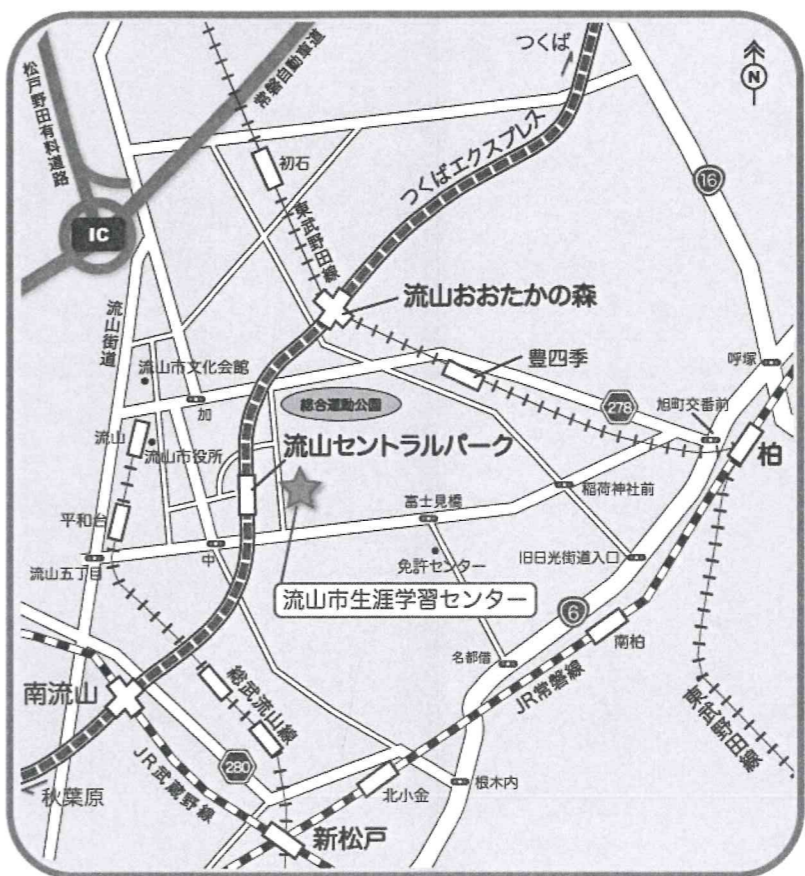 つくば
N
松戸野田有料道路
常磐自動車道
初石
つくばエクスプレス
16
IC
東武野田線
流山おおたかの森
流山街道
流山市文化会館
豊四季
呼塚
加
総合運動公園
278
旭町交番前
流山
流山市役所
流山セントラルパーク
柏
平和台
富士見橋
稲荷神社前
流山五丁目
中
免許センター
旧日光街道入口
流山市生涯学習センター
6
南柏
名都借
南流山
総武流山線
JR常磐線
東武野田線
JR武蔵野線
280
秋葉原
北小金
根木内
新松戸